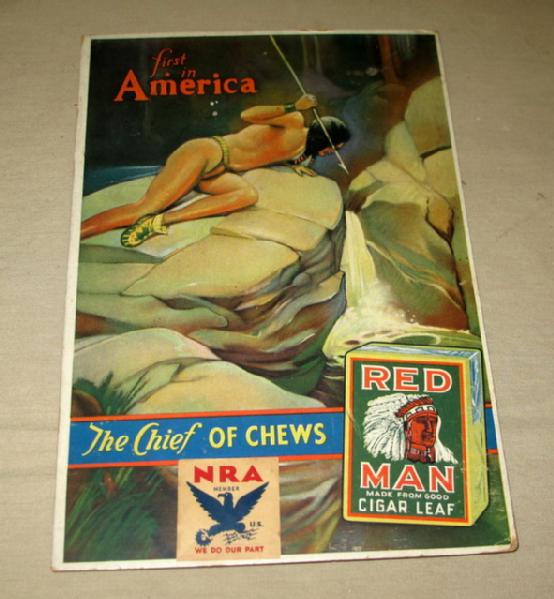 first
in
America
The Chief OF CHEWS
RED
MAN
MADE FROM GOOD
CIGAR LEAF
NRA
MEMBER
U.S.
WE DO OUR PART